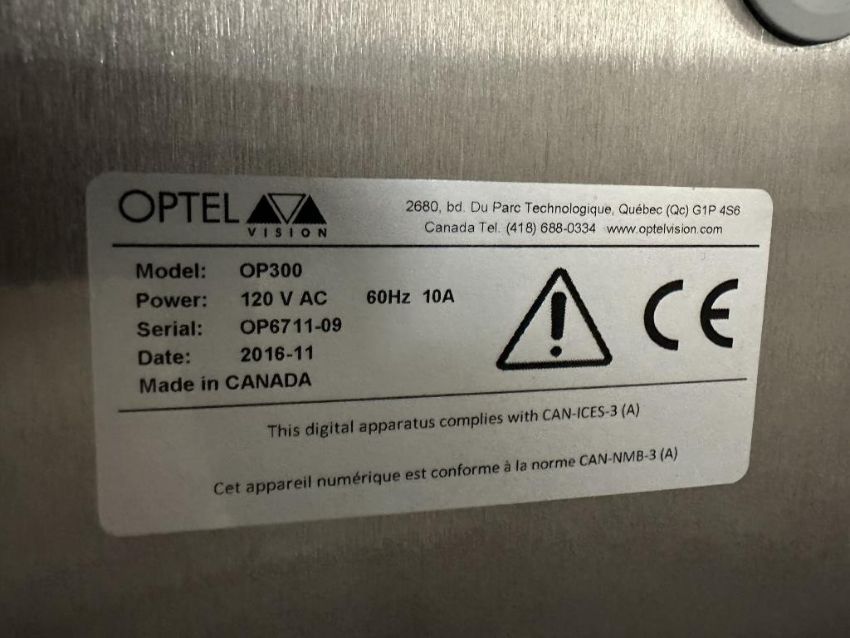 OPTEL VISION
2680, bd. Du Parc Technologique, Québec (Qc) G1P 4S6
Canada Tel. (418) 688-0334 www.optelvision.com
Model: OP300
Power: 120 V AC 60Hz 10A
Serial: OP6711-09
Date: 2016-11
Made in CANADA
CE
This digital apparatus complies with CAN-ICES-3 (A)
Cet appareil numérique est conforme à la norme CAN-NMB-3 (A)